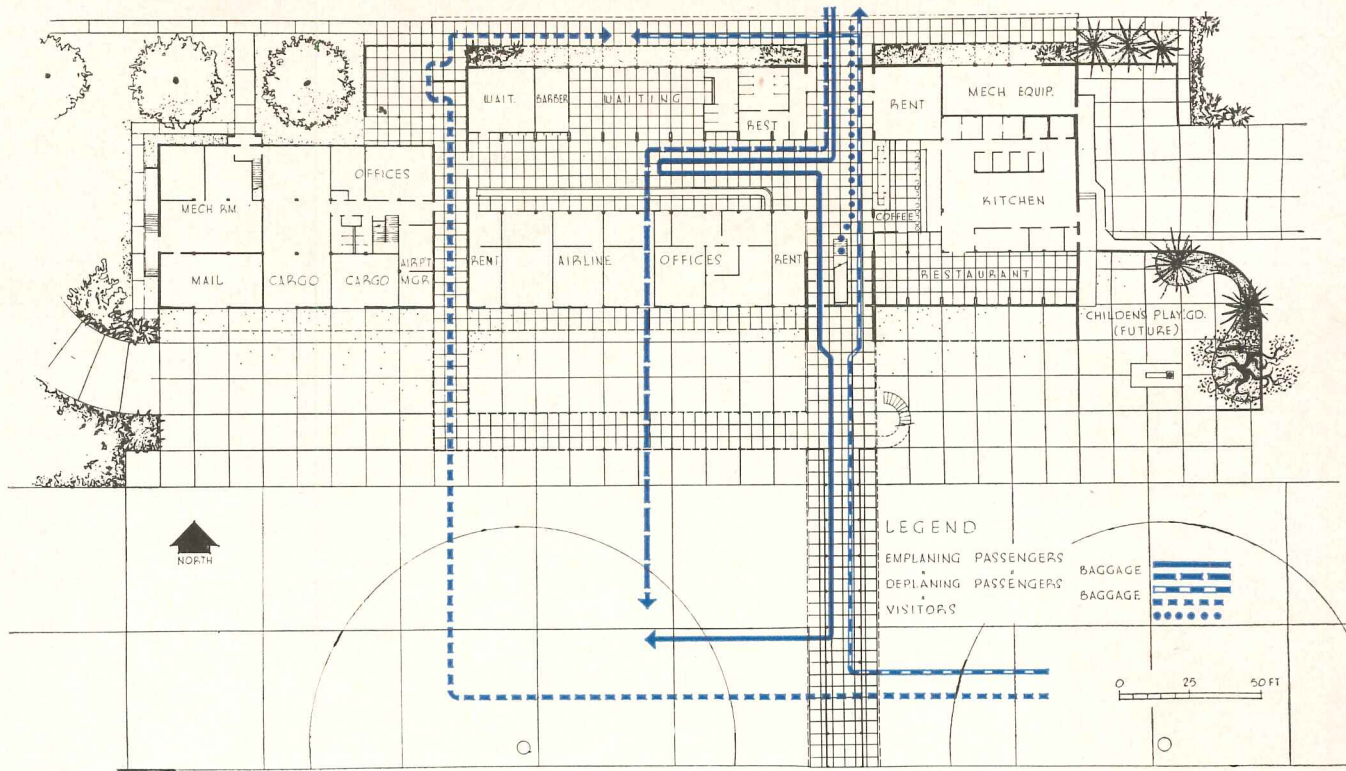 WAIT.
BARBER
WAITING
REST
RENT
MECH EQUIP.
OFFICES
MECH RM
KITCHEN
COFFEE
MAIL
CARGO
CARGO
AIRPT.
MGR.
RENT
AIRLINE
OFFICES
RENT
RESTAURANT
CHILDENS PLAY GD.
(FUTURE)
NORTH
LEGEND
EMPLANING PASSENGERS
" " BAGGAGE
DEPLANING PASSENGERS
" " BAGGAGE
VISITORS
0 25 50 FT